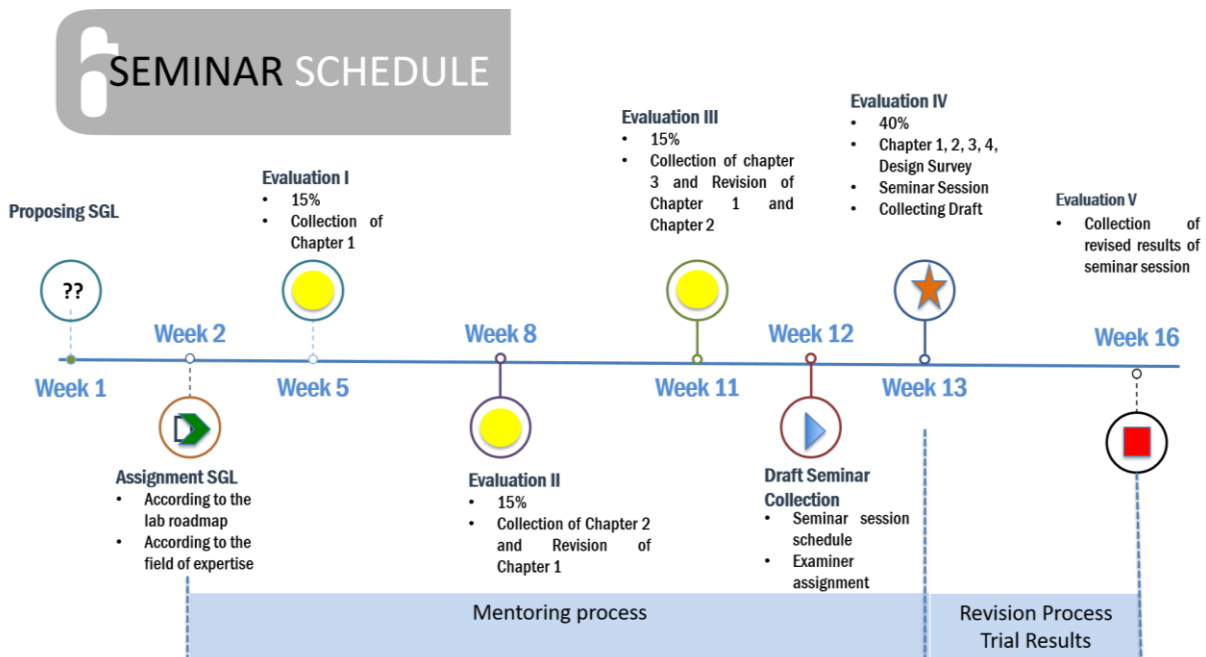 6
SEMINAR SCHEDULE
Proposing SGL
??
Week 1
Week 2
Assignment SGL
• According to the
lab roadmap
• According to the
field of expertise
Evaluation I
• 15%
• Collection of
Chapter 1
Week 5
Week 8
Evaluation II
• 15%
• Collection of Chapter 2
and Revision of
Chapter 1
Evaluation III
• 15%
• Collection of chapter
3 and Revision of
Chapter 1 and
Chapter 2
Week 11
Week 12
Draft Seminar
Collection
• Seminar session
schedule
• Examiner
assignment
Evaluation IV
• 40%
• Chapter 1, 2, 3, 4,
Design Survey
• Seminar Session
• Collecting Draft
Week 13
Evaluation V
• Collection of
revised results of
seminar session
Week 16
Mentoring process
Revision Process
Trial Results